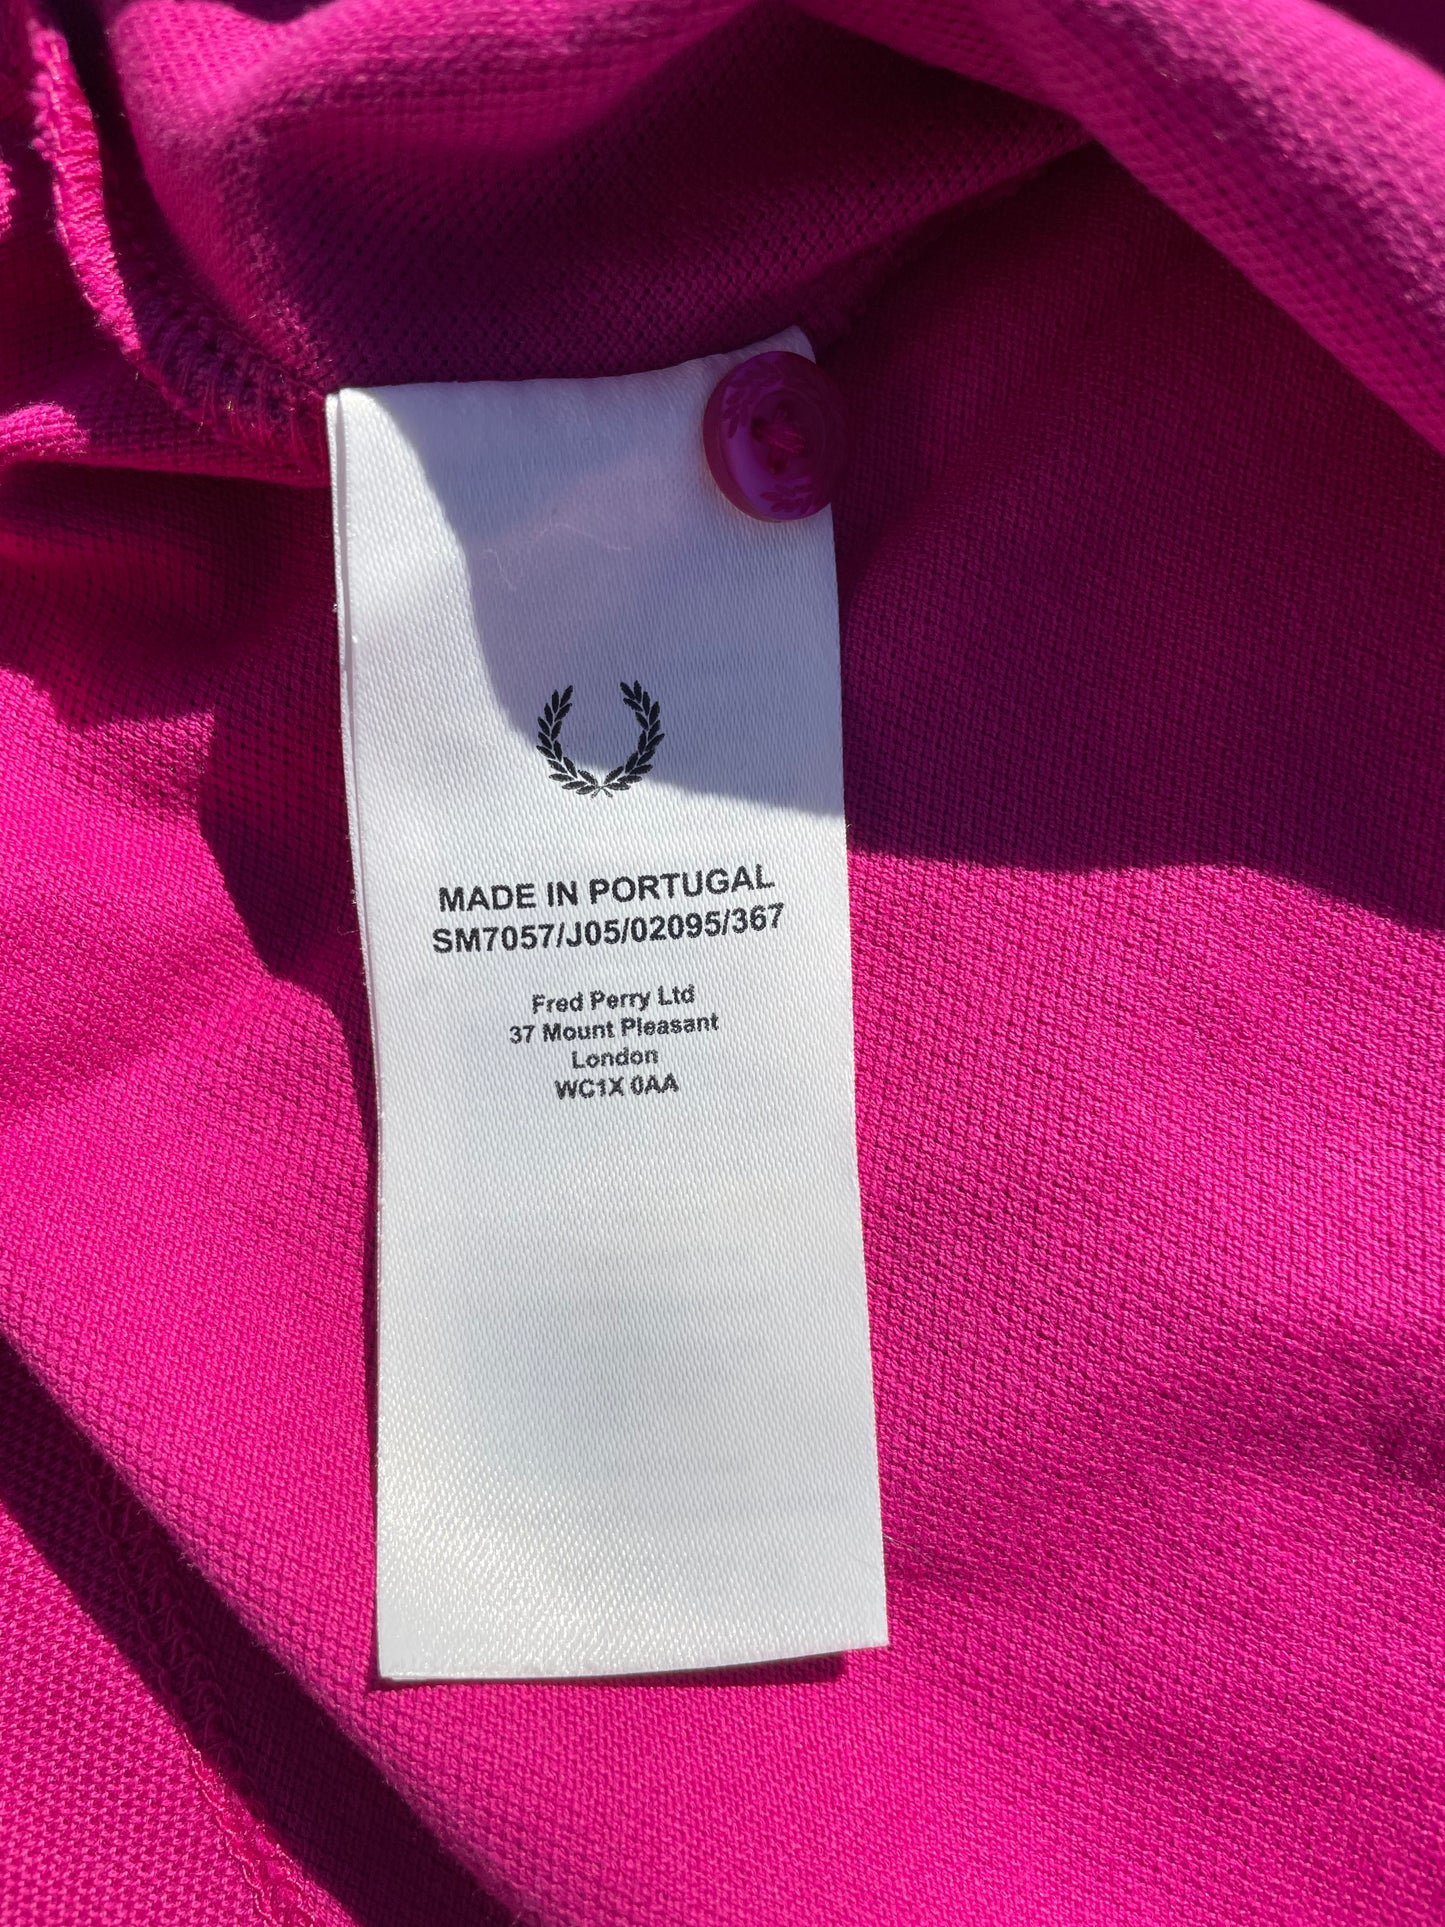 MADE IN PORTUGAL
SM7057/J05/02095/367
Fred Perry Ltd
37 Mount Pleasant
London
WC1X 0AA